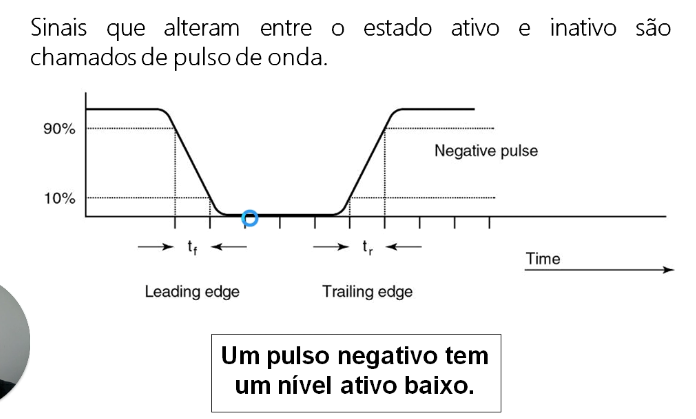 Sinais que alteram entre o estado ativo e inativo são
chamados de pulso de onda.
90%
Negative pulse
10%
tf
tr
Time
Leading edge
Trailing edge
Um pulso negativo tem
um nível ativo baixo.